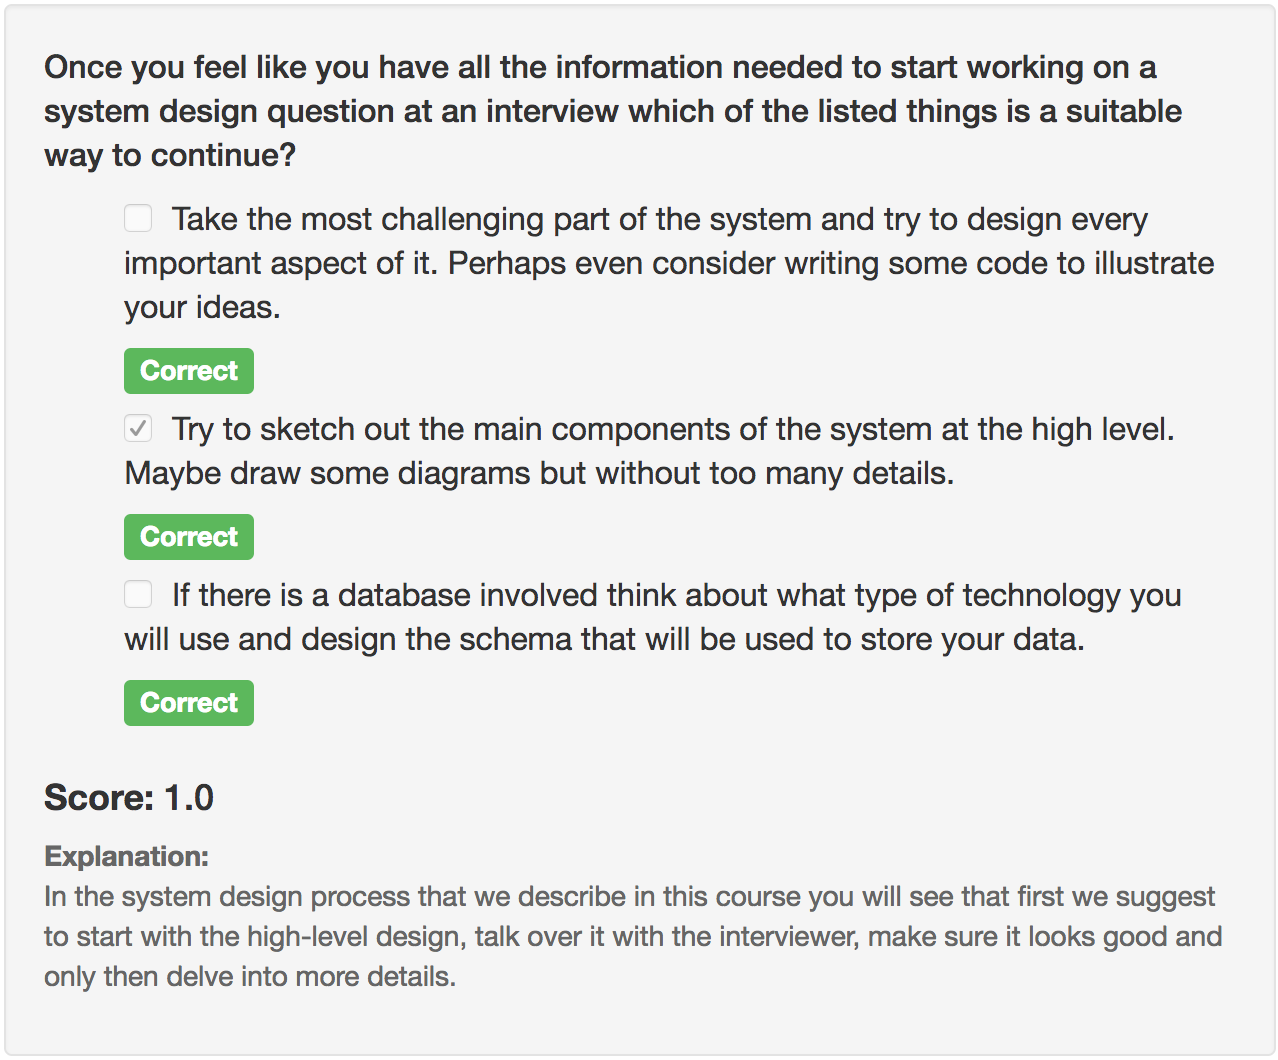 Once you feel like you have all the information needed to start working on a
system design question at an interview which of the listed things is a suitable
way to continue?
Take the most challenging part of the system and try to design every
important aspect of it. Perhaps even consider writing some code to illustrate
your ideas.
Correct
Try to sketch out the main components of the system at the high level.
Maybe draw some diagrams but without too many details.
Correct
If there is a database involved think about what type of technology you
will use and design the schema that will be used to store your data.
Correct
Score: 1.0
Explanation:
In the system design process that we describe in this course you will see that first we suggest
to start with the high-level design, talk over it with the interviewer, make sure it looks good and
only then delve into more details.